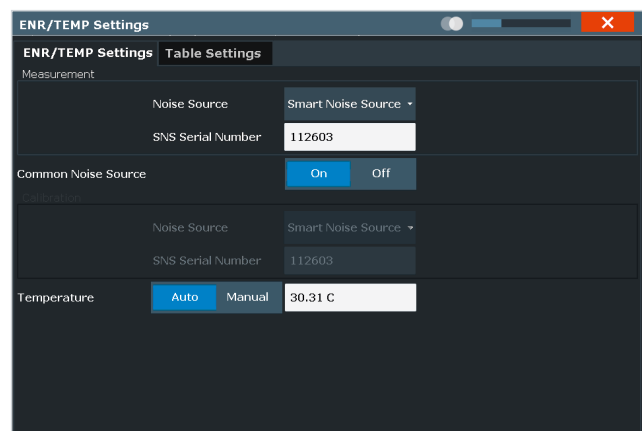 ENR/TEMP Settings
ENR/TEMP Settings Table Settings
Measurement
Noise Source Smart Noise Source
SNS Serial Number 112603
Common Noise Source On Off
Calibration
Noise Source Smart Noise Source
SNS Serial Number 112603
Temperature Auto Manual 30.31 C